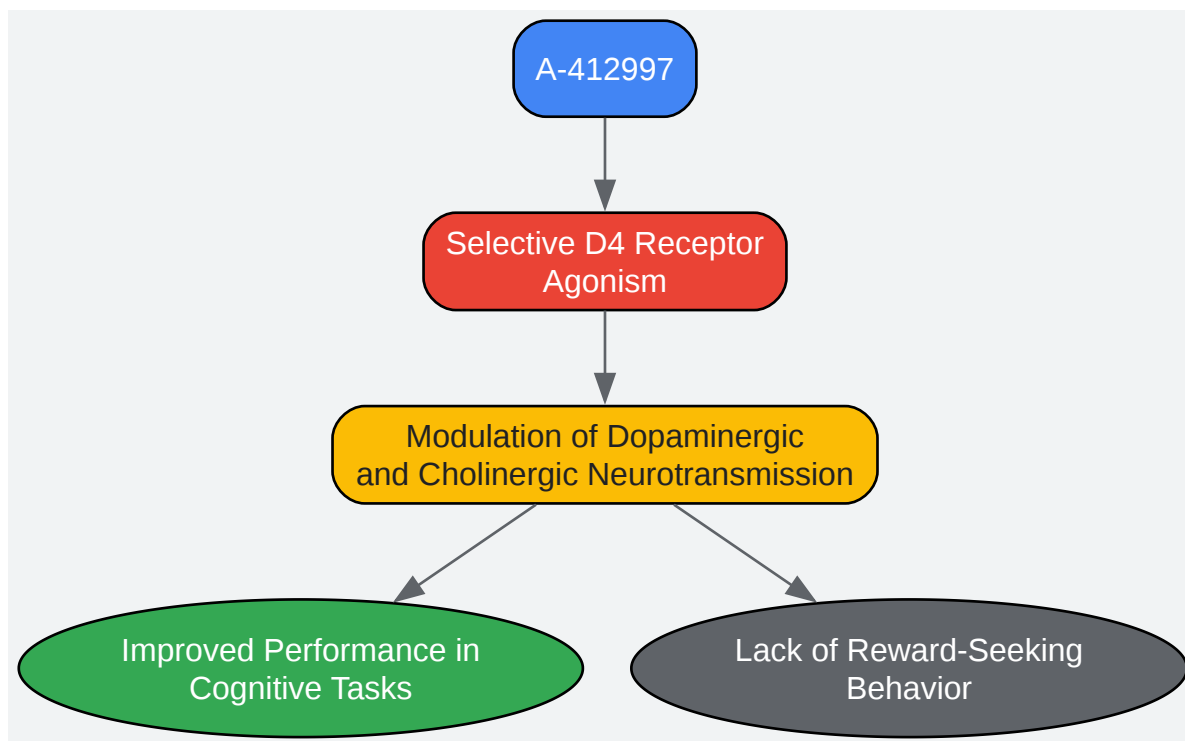 A-412997
Selective D4 Receptor
Agonism
Modulation of Dopaminergic
and Cholinergic Neurotransmission
Improved Performance in
Cognitive Tasks
Lack of Reward-Seeking
Behavior